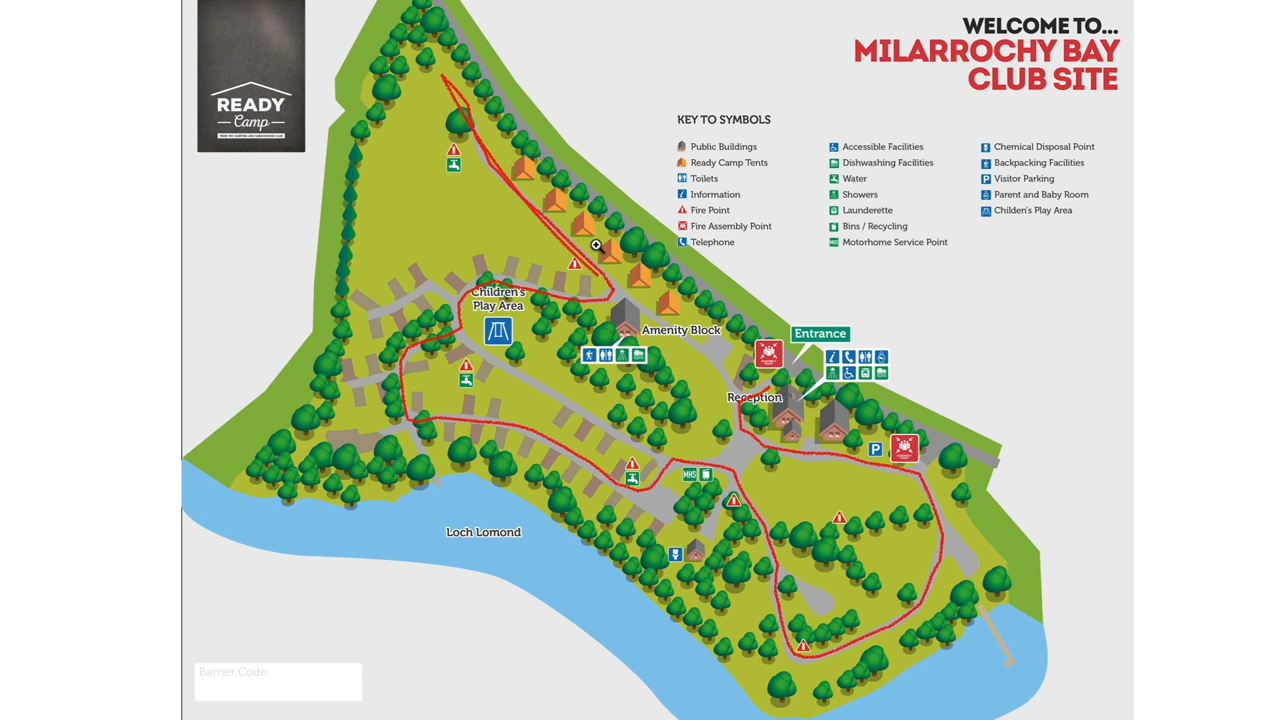 WELCOME TO...
MILARROCHY BAY
CLUB SITE
READY
Camp
KEY TO SYMBOLS
Public Buildings
Ready Camp Tents
Toilets
Information
Fire Point
Fire Assembly Point
Telephone
Accessible Facilities
Dishwashing Facilities
Water
Showers
Launderette
Bins / Recycling
MHS
Motorhome Service Point
Chemical Disposal Point
Backpacking Facilities
P
Visitor Parking
Parent and Baby Room
Childen's Play Area
Children's
Play Area
Amenity Block
Entrance
Reception
P
MHS
Loch Lomond
Barrier Code: